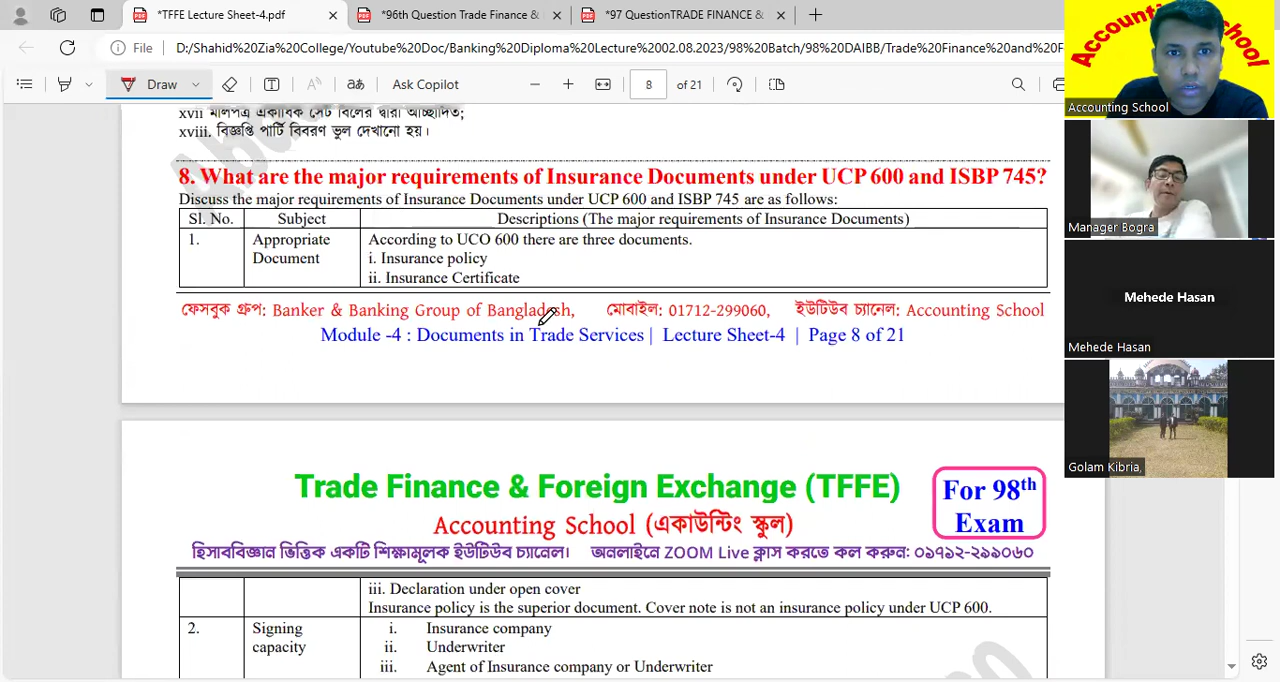 *TFFE Lecture Sheet-4.pdf
*96th Question Trade Finance &
*97 QuestionTRADE FINANCE &
File
D:/Shahid%20Zia%20College/Youtube%20Doc/Banking%20Diploma%20Lecture%2002.08.2023/98%20Batch/98%20DAIBB/Trade%20Finance%20and%20F
Draw
Ask Copilot
8 of 21
xvii মালপত্র একাধিক সেট বিলের দ্বারা আচ্ছাদিত;
xviii. বিজ্ঞপ্তি পার্টি বিবরণ ভুল দেখানো হয়।
8. What are the major requirements of Insurance Documents under UCP 600 and ISBP 745?
Discuss the major requirements of Insurance Documents under UCP 600 and ISBP 745 are as follows:
Sl. No. Subject Descriptions (The major requirements of Insurance Documents)
1. Appropriate Document According to UCO 600 there are three documents.
i. Insurance policy
ii. Insurance Certificate
ফেসবুক গ্রুপ: Banker & Banking Group of Bangladesh, মোবাইল: 01712-299060, ইউটিউব চ্যানেল: Accounting School
Module -4 : Documents in Trade Services | Lecture Sheet-4 | Page 8 of 21
Trade Finance & Foreign Exchange (TFFE)
For 98th Exam
Accounting School (একাউন্টিং স্কুল)
হিসাববিজ্ঞান ভিত্তিক একটি শিক্ষামূলক ইউটিউব চ্যানেল। অনলাইনে ZOOM Live ক্লাস করতে কল করুন: ০১৭১২-২৯৯০৬০
iii. Declaration under open cover
Insurance policy is the superior document. Cover note is not an insurance policy under UCP 600.
2. Signing capacity i. Insurance company
ii. Underwriter
iii. Agent of Insurance company or Underwriter
Accounting School
Manager Bogra
Mehede Hasan
Mehede Hasan
Golam Kibria,